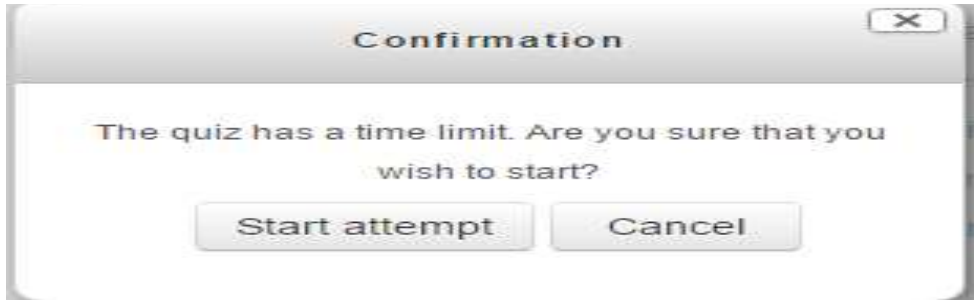 Confirmation
The quiz has a time limit. Are you sure that you
wish to start?
Start attempt Cancel